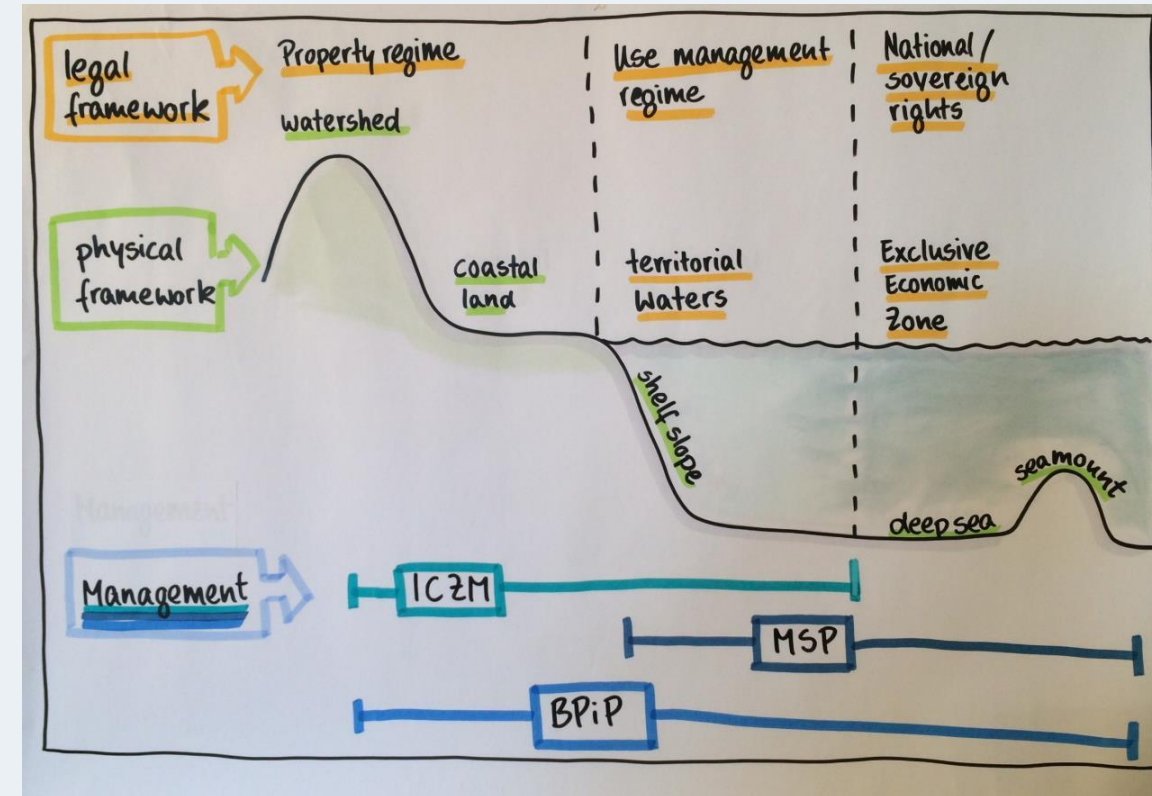 legal
framework
Property regime
watershed
Use management
regime
National/
sovereign
rights
physical
framework
coastal
land
territorial
Waters
Exclusive
Economic
Zone
shelf slope
deep sea
seamount
Management
Management
ICZM
MSP
BPiP